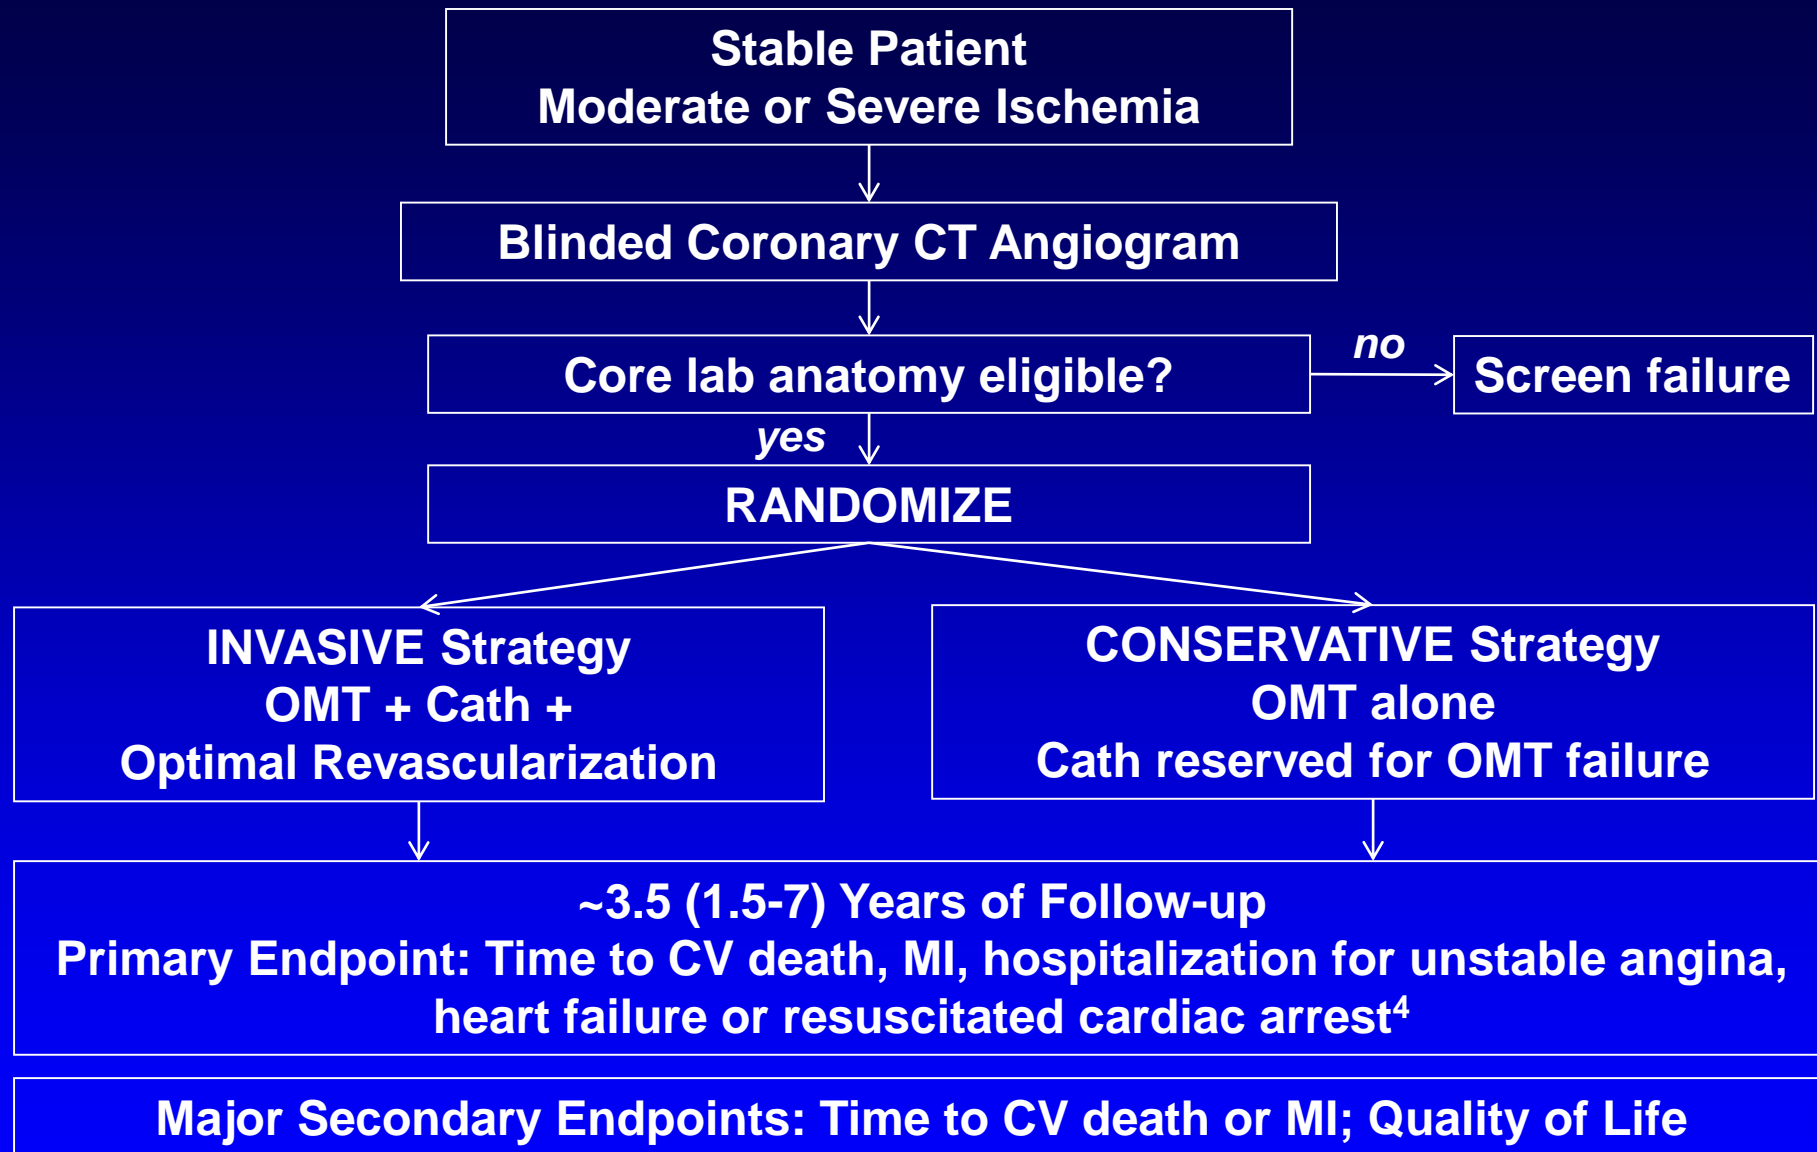 Stable Patient
Moderate or Severe Ischemia
Blinded Coronary CT Angiogram
Core lab anatomy eligible?
no
Screen failure
yes
RANDOMIZE
INVASIVE Strategy
OMT + Cath +
Optimal Revascularization
CONSERVATIVE Strategy
OMT alone
Cath reserved for OMT failure
~3.5 (1.5-7) Years of Follow-up
Primary Endpoint: Time to CV death, MI, hospitalization for unstable angina,
heart failure or resuscitated cardiac arrest⁴
Major Secondary Endpoints: Time to CV death or MI; Quality of Life